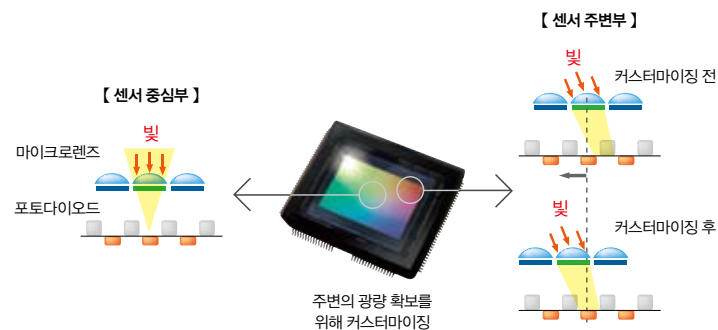 【 센서 중심부 】
빛
마이크로렌즈
포토다이오드
주변의 광량 확보를
위해 커스터마이징
【 센서 주변부 】
빛
커스터마이징 전
빛
커스터마이징 후